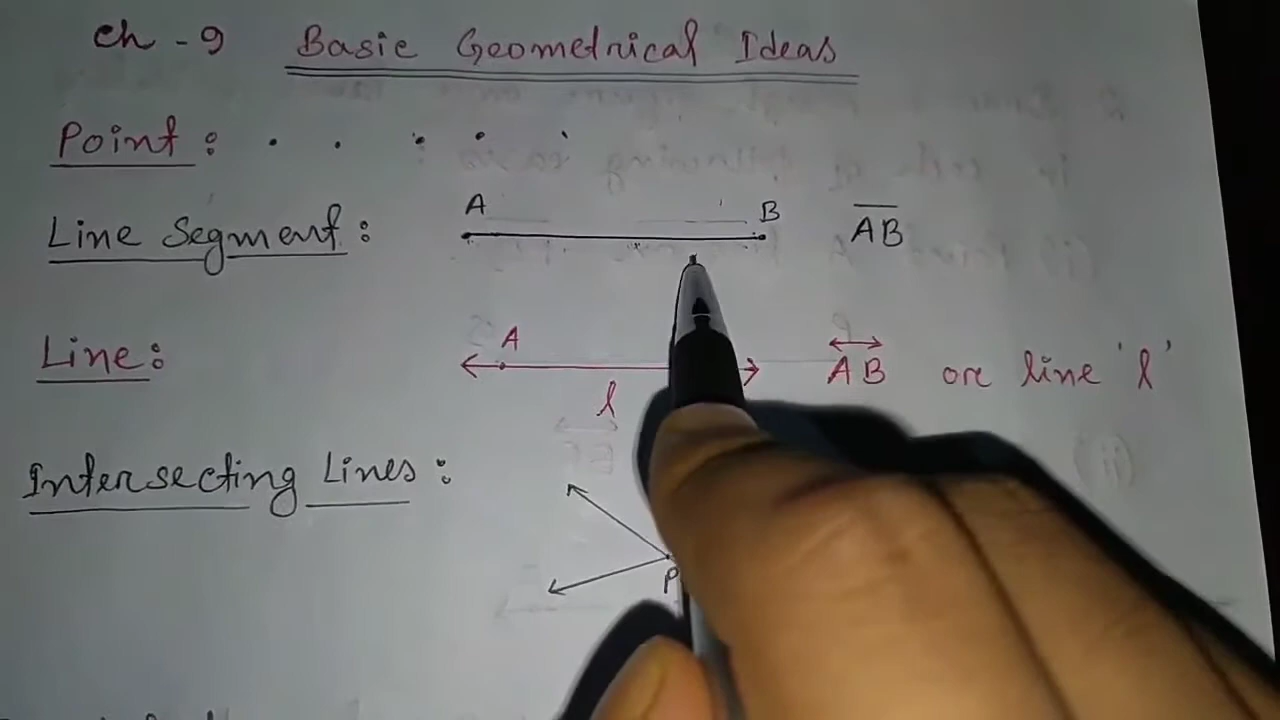 Ch - 9 Basic Geometrical Ideas
Point:
Line Segment: A B AB
Line: A l AB or line 'l'
Intersecting Lines:
P